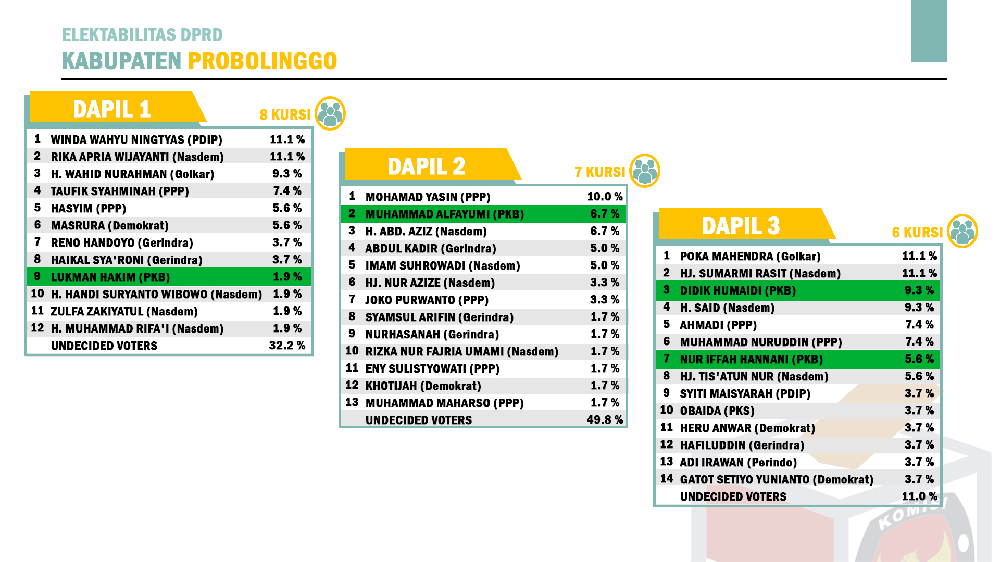 ELEKTABILITAS DPRD
KABUPATEN PROBOLINGGO
DAPIL 1
8 KURSI
1 WINDA WAHYU NINGTYAS (PDIP) 11.1 %
2 RIKA APRIA WIJAYANTI (Nasdem) 11.1 %
3 H. WAHID NURAHMAN (Golkar) 9.3 %
4 TAUFIK SYAHMINAH (PPP) 7.4 %
5 HASYIM (PPP) 5.6 %
6 MASRURA (Demokrat) 5.6 %
7 RENO HANDOYO (Gerindra) 3.7 %
8 HAIKAL SYA'RONI (Gerindra) 3.7 %
9 LUKMAN HAKIM (PKB) 1.9 %
10 H. HANDI SURYANTO WIBOWO (Nasdem) 1.9 %
11 ZULFA ZAKIYATUL (Nasdem) 1.9 %
12 H. MUHAMMAD RIFA'I (Nasdem) 1.9 %
UNDECIDED VOTERS 32.2 %
DAPIL 2
7 KURSI
1 MOHAMAD YASIN (PPP) 10.0 %
2 MUHAMMAD ALFAYUMI (PKB) 6.7 %
3 H. ABD. AZIZ (Nasdem) 6.7 %
4 ABDUL KADIR (Gerindra) 5.0 %
5 IMAM SUHROWADI (Nasdem) 5.0 %
6 HJ. NUR AZIZE (Nasdem) 3.3 %
7 JOKO PURWANTO (PPP) 3.3 %
8 SYAMSUL ARIFIN (Gerindra) 1.7 %
9 NURHASANAH (Gerindra) 1.7 %
10 RIZKA NUR FAJRIA UMAMI (Nasdem) 1.7 %
11 ENY SULISTYOWATI (PPP) 1.7 %
12 KHOTIJAH (Demokrat) 1.7 %
13 MUHAMMAD MAHARSO (PPP) 1.7 %
UNDECIDED VOTERS 49.8 %
DAPIL 3
6 KURSI
1 POKA MAHENDRA (Golkar) 11.1 %
2 HJ. SUMARMI RASIT (Nasdem) 11.1 %
3 DIDIK HUMAIDI (PKB) 9.3 %
4 H. SAID (Nasdem) 9.3 %
5 AHMADI (PPP) 7.4 %
6 MUHAMMAD NURUDDIN (PPP) 7.4 %
7 NUR IFFAH HANNANI (PKB) 5.6 %
8 HJ. TIS'ATUN NUR (Nasdem) 5.6 %
9 SYITI MAISYARAH (PDIP) 3.7 %
10 OBAIDA (PKS) 3.7 %
11 HERU ANWAR (Demokrat) 3.7 %
12 HAFILUDDIN (Gerindra) 3.7 %
13 ADI IRAWAN (Perindo) 3.7 %
14 GATOT SETIYO YUNIANTO (Demokrat) 3.7 %
UNDECIDED VOTERS 11.0 %
KOMISI